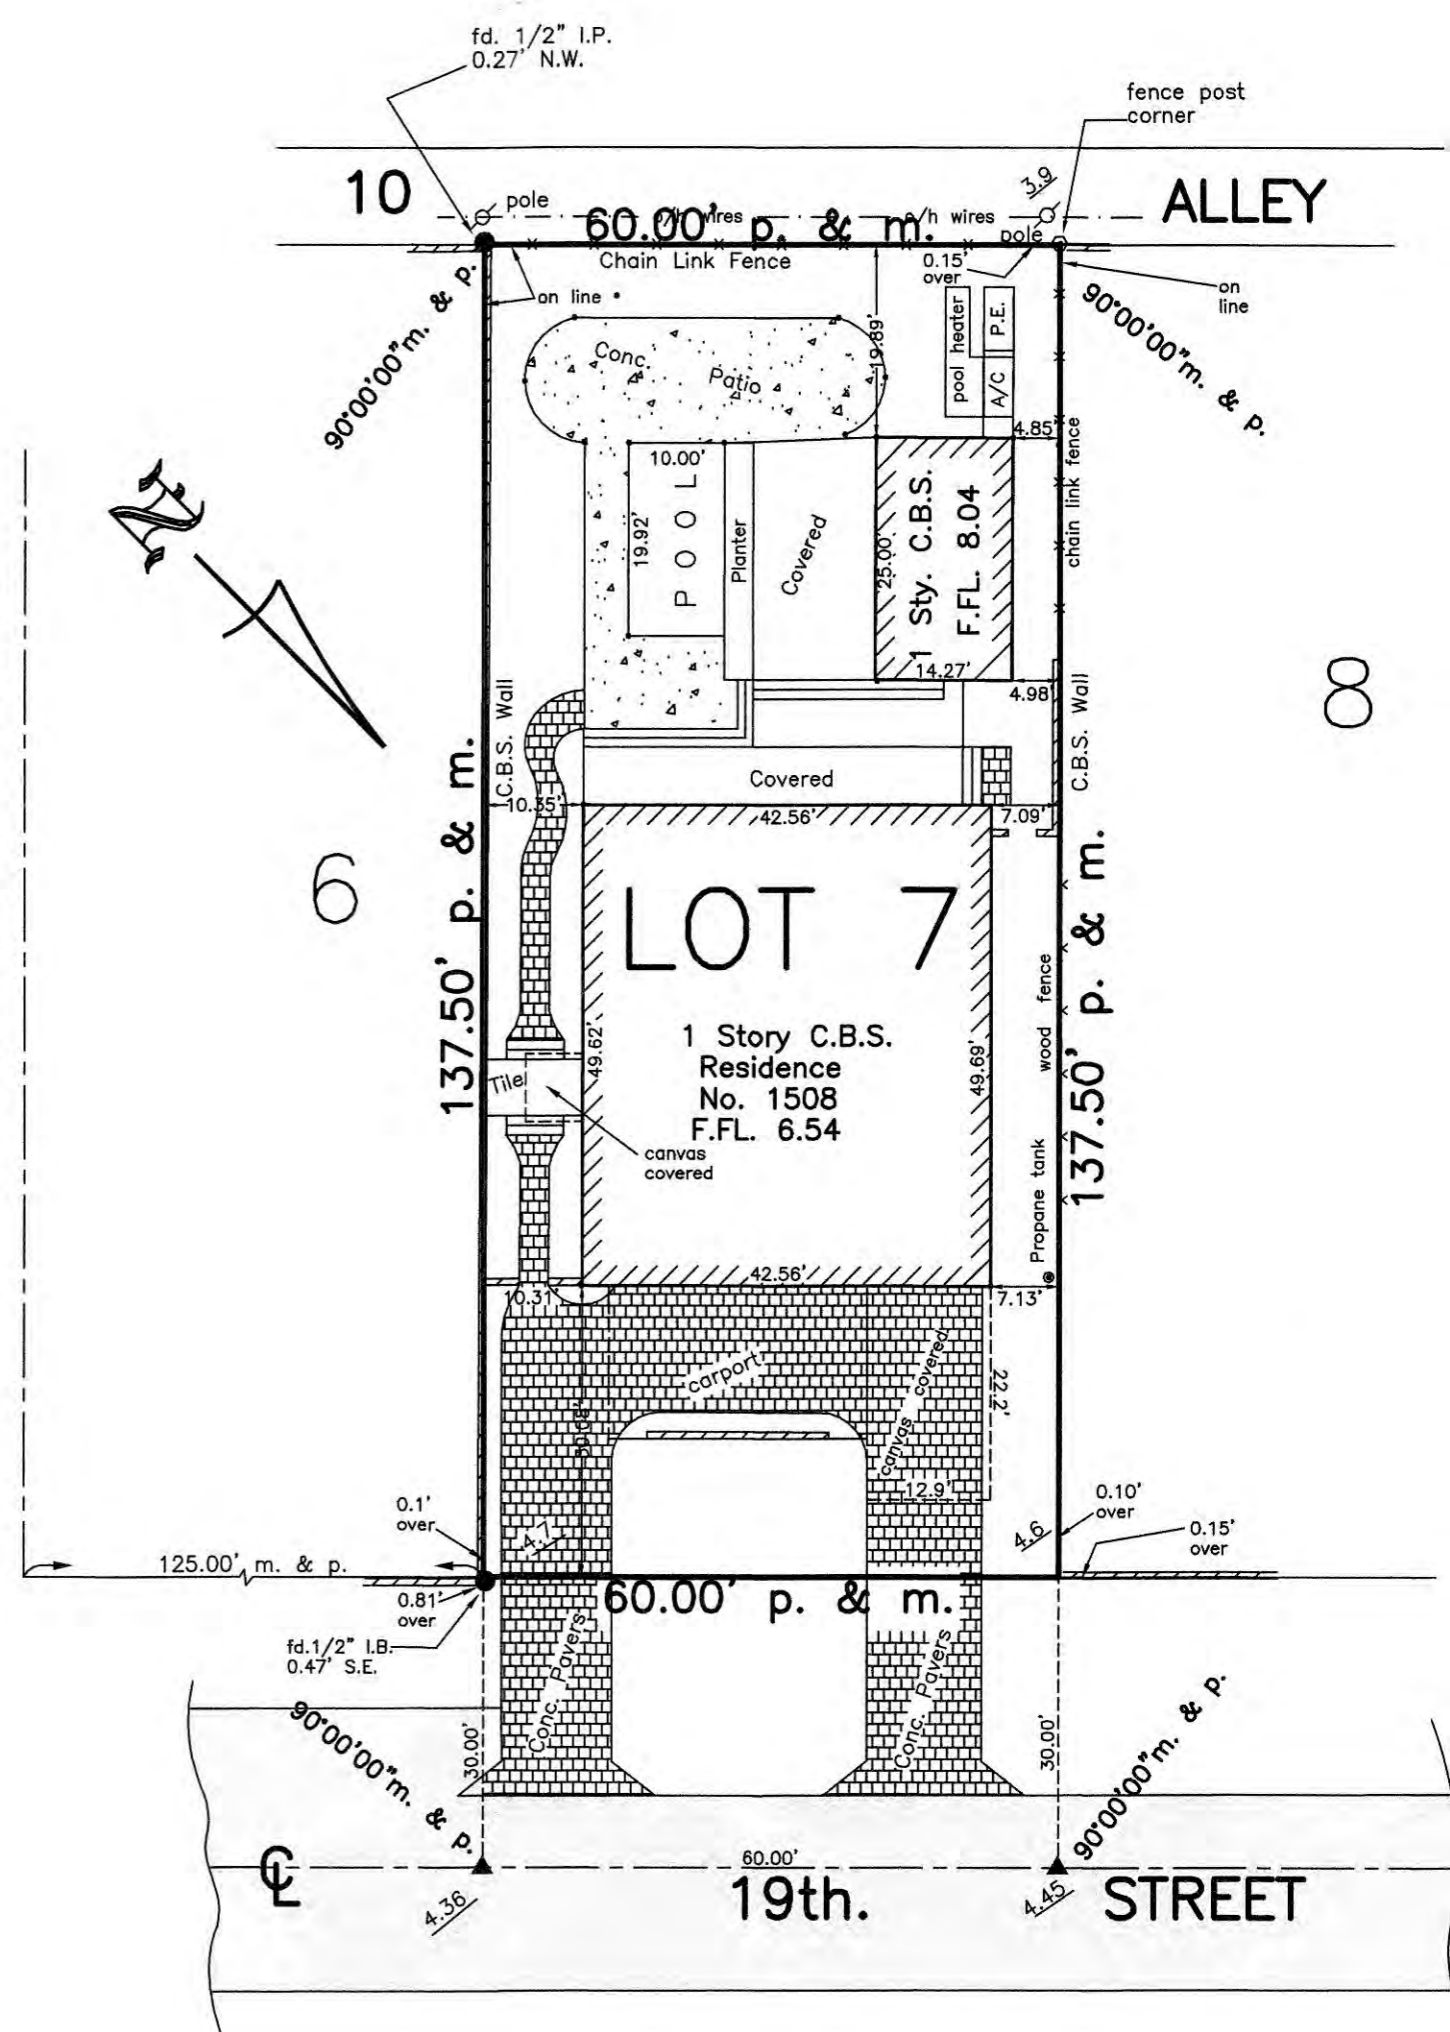 fd. 1/2" I.P.
0.27' N.W.
fence post
corner
10
ALLEY
pole
o/h wires
o/h wires
3.9
pole
60.00' p. & m.
Chain Link Fence
0.15'
over
on line
on
line
90°00'00"m. & p.
90°00'00"m. & p.
Conc.
Patio
19.89'
pool heater
P.E.
A/C
4.85'
chain link fence
10.00'
19.92'
POOL
Planter
Covered
25.00'
1 Sty. C.B.S.
F.FL. 8.04
14.27'
4.98'
N
C.B.S. Wall
C.B.S. Wall
8
6
137.50' p. & m.
137.50' p. & m.
Covered
10.35'
42.56'
7.09'
LOT 7
1 Story C.B.S.
Residence
No. 1508
F.FL. 6.54
49.62'
49.69'
wood fence
Tile
canvas
covered
Propane tank
42.56'
10.31'
7.13'
carport
canvas covered
22.2'
30.08'
12.9'
0.1'
over
4.7
4.6
0.10'
over
0.15'
over
125.00' m. & p.
0.81'
over
60.00' p. & m.
fd.1/2" I.B.
0.47' S.E.
Conc. Pavers
Conc. Pavers
90°00'00"m. & p.
90°00'00"m. & p.
30.00'
30.00'
CL
60.00'
4.36
4.45
19th.
STREET